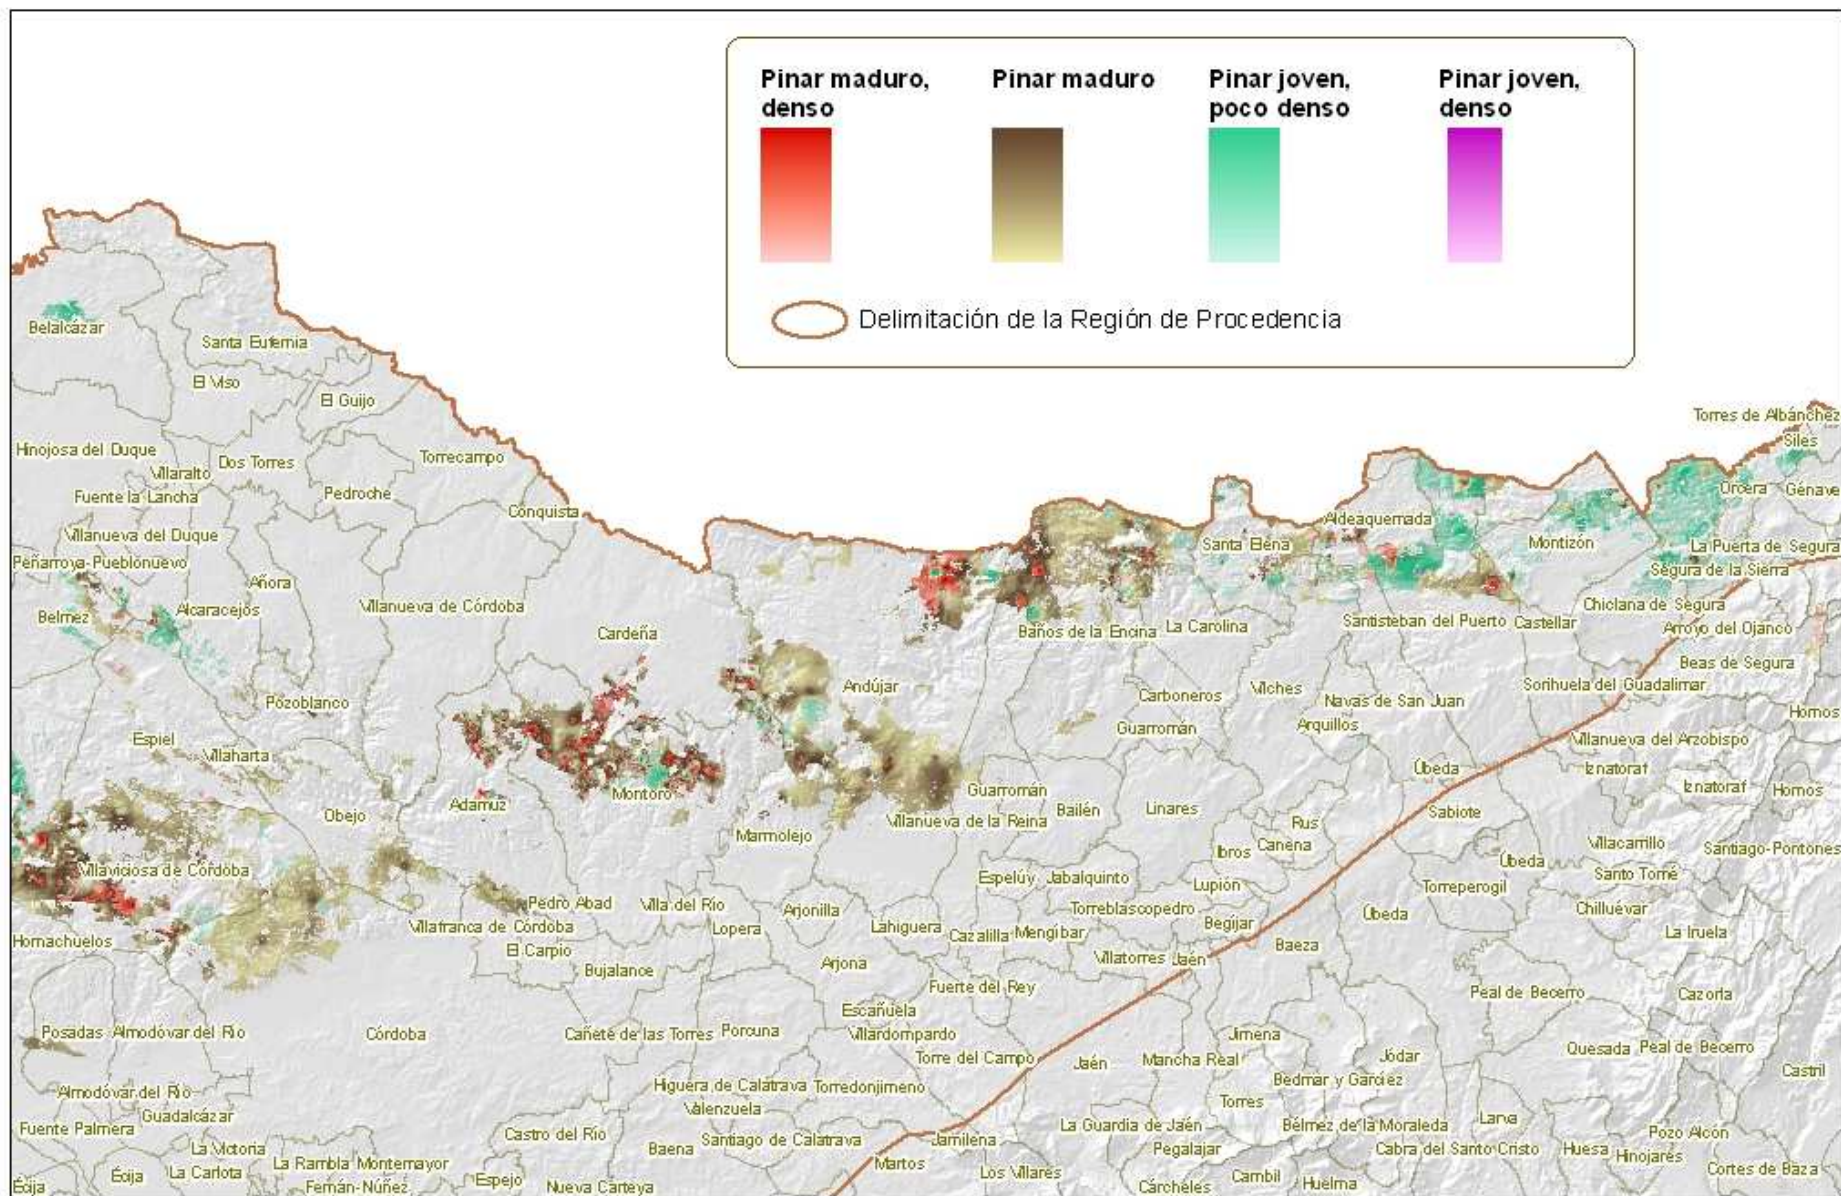 Pinar maduro, denso
Pinar maduro
Pinar joven, poco denso
Pinar joven, denso
Delimitación de la Región de Procedencia
Belalcázar
Santa Eufemia
El Viso
El Guijo
Torres de Albánchez
Siles
Hinojosa del Duque
Villaralto
Dos Torres
Torrecampo
Fuente la Lancha
Pedroche
Conquista
Orcera
Génave
Villanueva del Duque
Aldeaquemada
Santa Elena
Montizón
La Puerta de Segura
Peñarroya-Pueblonuevo
Añora
Segura de la Sierra
Belmez
Alcaracejos
Villanueva de Córdoba
Cardeña
Baños de la Encina
La Carolina
Santisteban del Puerto
Castellar
Chiclana de Segura
Arroyo del Ojanco
Beas de Segura
Pozoblanco
Andújar
Carboneros
Vilches
Navas de San Juan
Sorihuela del Guadalimar
Hornos
Espiel
Villaharta
Guarromán
Arquillos
Villanueva del Arzobispo
Iznatoraf
Iznatoraf
Hornos
Úbeda
Obejo
Adamuz
Montoro
Marmolejo
Guarromán
Villanueva de la Reina
Bailén
Linares
Rus
Sabiote
Villaviciosa de Córdoba
Ibros
Canena
Úbeda
Villacarrillo
Santiago-Pontones
Espelúy
Jabalquinto
Lupión
Torreperogil
Santo Tomé
Pedro Abad
Villa del Río
Arjonilla
Torreblascopedro
Úbeda
Chilluévar
Hornachuelos
Villafranca de Córdoba
El Carpio
Lopera
Lahiguera
Cazalilla
Mengíbar
Begíjar
Baeza
La Iruela
Bujalance
Arjona
Villatorres
Jaén
Fuerte del Rey
Peal de Becerro
Cazorla
Posadas
Almodóvar del Río
Córdoba
Cañete de las Torres
Porcuna
Escañuela
Villardompardo
Torre del Campo
Jaén
Mancha Real
Jimena
Jódar
Quesada
Peal de Becerro
Castril
Almodóvar del Río
Guadalcázar
Higuera de Calatrava
Torredonjimeno
Valenzuela
Bedmar y Garcíez
Torres
Fuente Palmera
La Victoria
Castro del Río
Baena
Santiago de Calatrava
Jamilena
La Guardia de Jaén
Pegalajar
Bélmez de la Moraleda
Larva
Cabra del Santo Cristo
Huesa
Hinojarés
Pozo Alcón
Cortes de Baza
Écija
Écija
La Carlota
La Rambla
Montemayor
Fernán-Núñez
Espejo
Nueva Carteya
Martos
Los Villares
Cárcheles
Cambil
Huelma